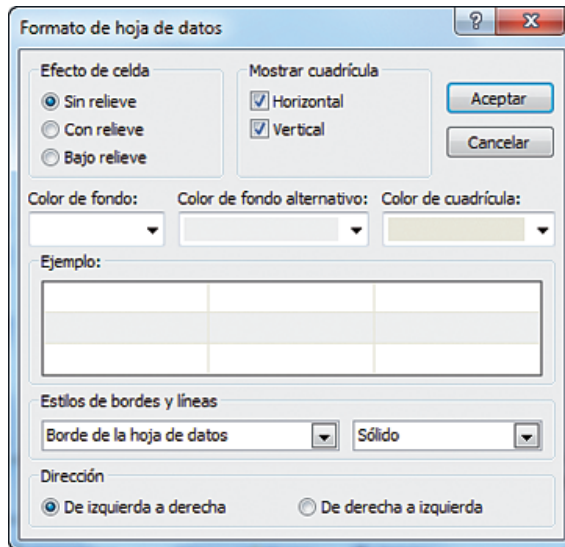 Formato de hoja de datos
Efecto de celda
Sin relieve
Con relieve
Bajo relieve
Mostrar cuadrícula
Horizontal
Vertical
Aceptar
Cancelar
Color de fondo:
Color de fondo alternativo:
Color de cuadrícula:
Ejemplo:
Estilos de bordes y líneas
Borde de la hoja de datos
Sólido
Dirección
De izquierda a derecha
De derecha a izquierda